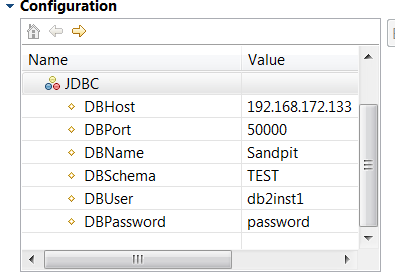 Configuration
Name Value
JDBC
DBHost 192.168.172.133
DBPort 50000
DBName Sandpit
DBSchema TEST
DBUser db2inst1
DBPassword password